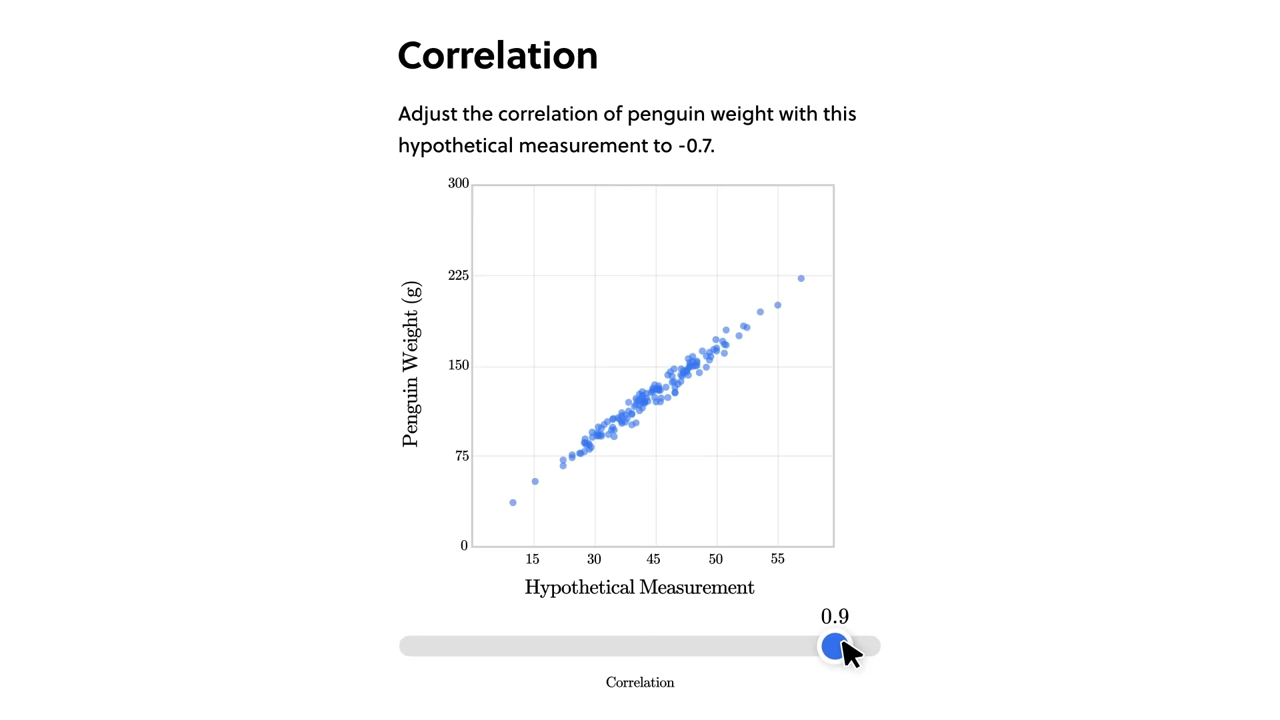 Correlation
Adjust the correlation of penguin weight with this
hypothetical measurement to -0.7.
300
225
150
75
0
Penguin Weight (g)
15 30 45 50 55
Hypothetical Measurement
0.9
Correlation